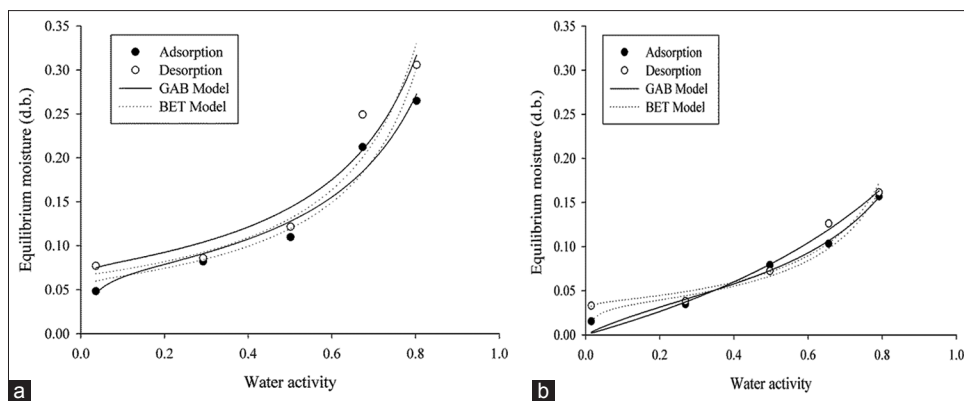 0.35
0.30
0.25
0.20
0.15
0.10
0.05
0.00
Equilibrium moisture (d.b.)
Adsorption
Desorption
GAB Model
BET Model
0.0 0.2 0.4 0.6 0.8 1.0
Water activity
a
0.35
0.30
0.25
0.20
0.15
0.10
0.05
0.00
Equilibrium moisture (d.b.)
Adsorption
Desorption
GAB Model
BET Model
0.0 0.2 0.4 0.6 0.8 1.0
Water activity
b